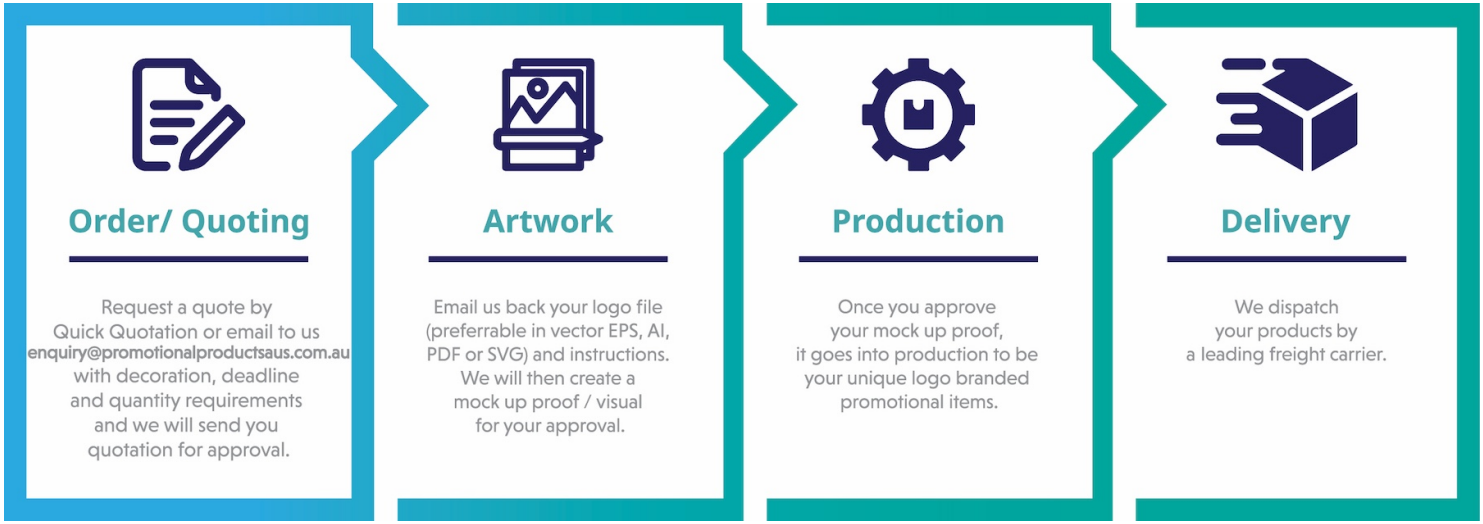 Order/ Quoting
Request a quote by
Quick Quotation or email to us
enquiry@promotionalproductsaus.com.au
with decoration, deadline
and quantity requirements
and we will send you
quotation for approval.
Artwork
Email us back your logo file
(preferrable in vector EPS, AI,
PDF or SVG) and instructions.
We will then create a
mock up proof / visual
for your approval.
Production
Once you approve
your mock up proof,
it goes into production to be
your unique logo branded
promotional items.
Delivery
We dispatch
your products by
a leading freight carrier.